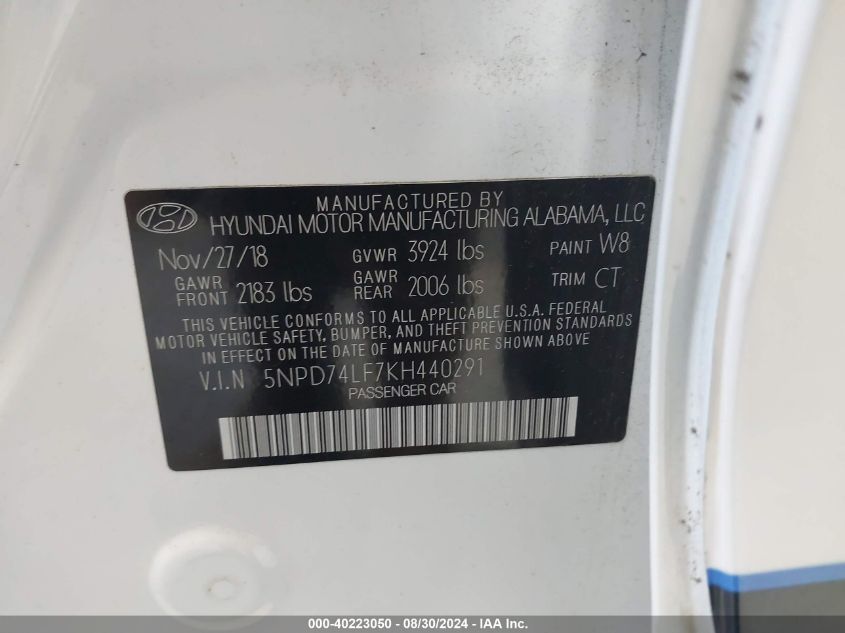 MANUFACTURED BY
HYUNDAI MOTOR MANUFACTURING ALABAMA, LLC
Nov/27/18 GVWR 3924 lbs PAINT W8
GAWR FRONT 2183 lbs GAWR REAR 2006 lbs TRIM CT
THIS VEHICLE CONFORMS TO ALL APPLICABLE U.S.A. FEDERAL
MOTOR VEHICLE SAFETY, BUMPER, AND THEFT PREVENTION STANDARDS
IN EFFECT ON THE DATE OF MANUFACTURE SHOWN ABOVE.
V.I.N 5NPD74LF7KH440291
PASSENGER CAR
000-40223050 - 08/30/2024 - IAA Inc.